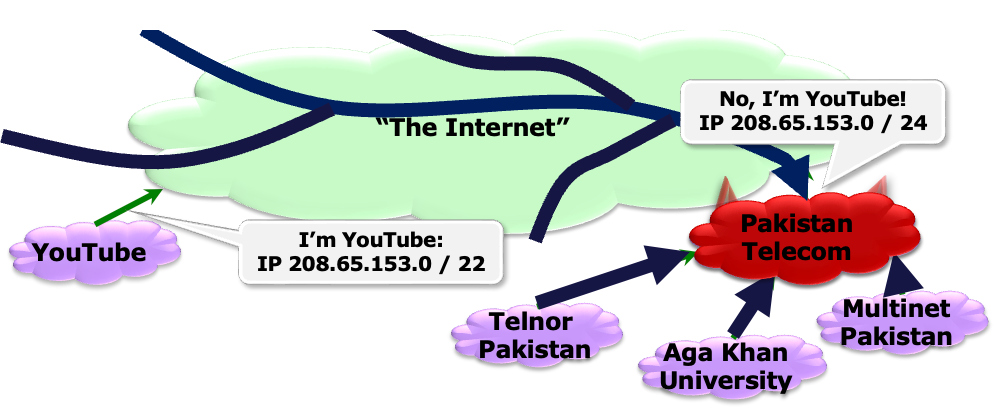 No, I’m YouTube!
IP 208.65.153.0 / 24
“The Internet”
Pakistan
Telecom
YouTube
I’m YouTube:
IP 208.65.153.0 / 22
Telnor
Pakistan
Aga Khan
University
Multinet
Pakistan